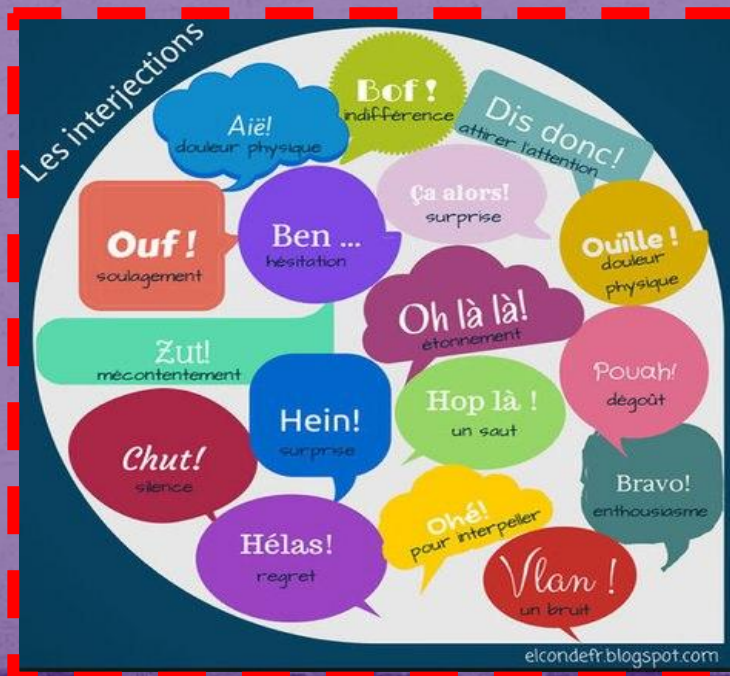 Les interjections
Bof !
indifférence
Aïe!
douleur physique
Dis donc!
attirer l'attention
Ça alors!
surprise
Ouf !
soulagement
Ben ...
hésitation
Ouïlle !
douleur
physique
Oh là là!
étonnement
Zut!
mécontentement
Pouah!
dégoût
Hein!
surprise
Hop là !
un saut
Chut!
silence
Bravo!
enthousiasme
Ohé!
pour interpeller
Hélas!
regret
Vlan !
un bruit
elcondefr.blogspot.com